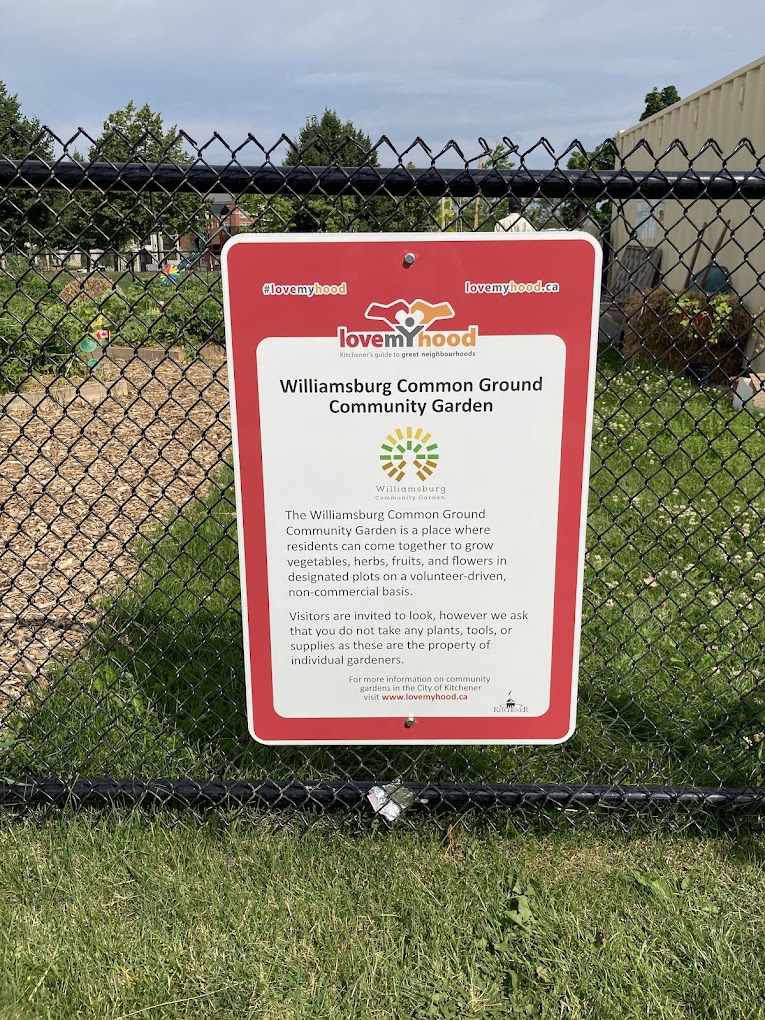 #lovemyhood
lovemyhood.ca
lovemyhood
Kitchener's guide to great neighbourhoods
Williamsburg Common Ground
Community Garden
Williamsburg
Community Garden
The Williamsburg Common Ground
Community Garden is a place where
residents can come together to grow
vegetables, herbs, fruits, and flowers in
designated plots on a volunteer-driven,
non-commercial basis.
Visitors are invited to look, however we ask
that you do not take any plants, tools, or
supplies as these are the property of
individual gardeners.
For more information on community
gardens in the City of Kitchener
visit www.lovemyhood.ca
KITCHENER